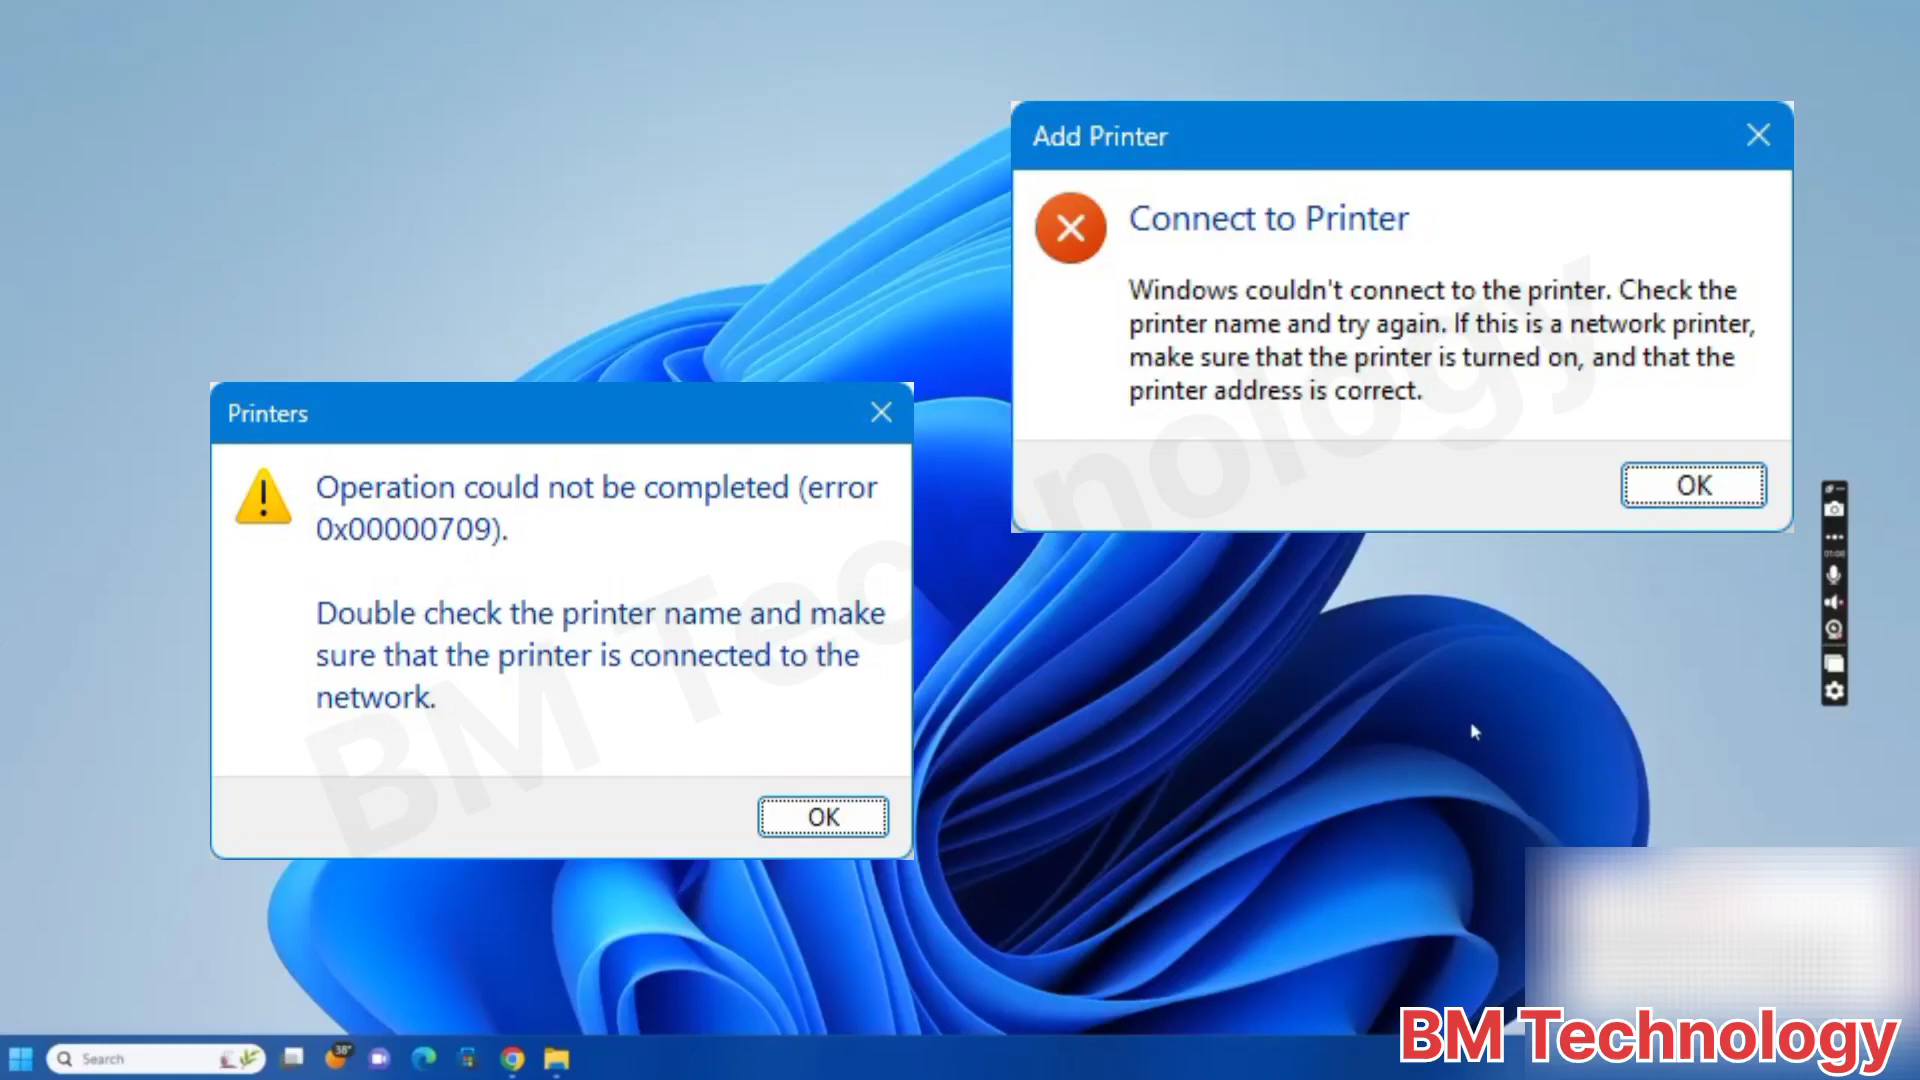 Add Printer
Connect to Printer
Windows couldn't connect to the printer. Check the
printer name and try again. If this is a network printer,
make sure that the printer is turned on, and that the
printer address is correct.
OK
Printers
Operation could not be completed (error
0x00000709).
Double check the printer name and make
sure that the printer is connected to the
network.
OK
BM Technology
Search
38°
BM Technology